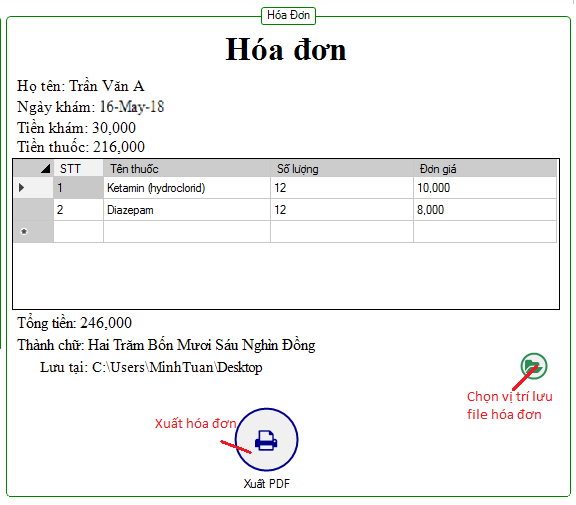 Hóa Đơn
Hóa đơn
Họ tên: Trần Văn A
Ngày khám: 16-May-18
Tiền khám: 30,000
Tiền thuốc: 216,000
STT Tên thuốc Số lượng Đơn giá
1 Ketamin (hydroclorid) 12 10,000
2 Diazepam 12 8,000
Tổng tiền: 246,000
Thành chữ: Hai Trăm Bốn Mươi Sáu Nghìn Đồng
Lưu tại: C:\Users\MinhTuan\Desktop
Chọn vị trí lưu
file hóa đơn
Xuất hóa đơn
Xuất PDF